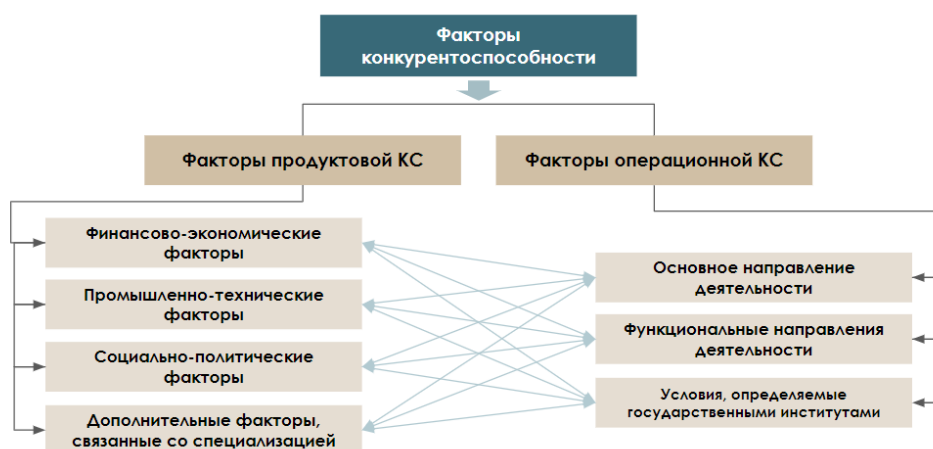 Факторы
конкурентоспособности
Факторы продуктовой КС
Факторы операционной КС
Финансово-экономические
факторы
Промышленно-технические
факторы
Социально-политические
факторы
Дополнительные факторы,
связанные со специализацией
Основное направление
деятельности
Функциональные направления
деятельности
Условия, определяемые
государственными институтами